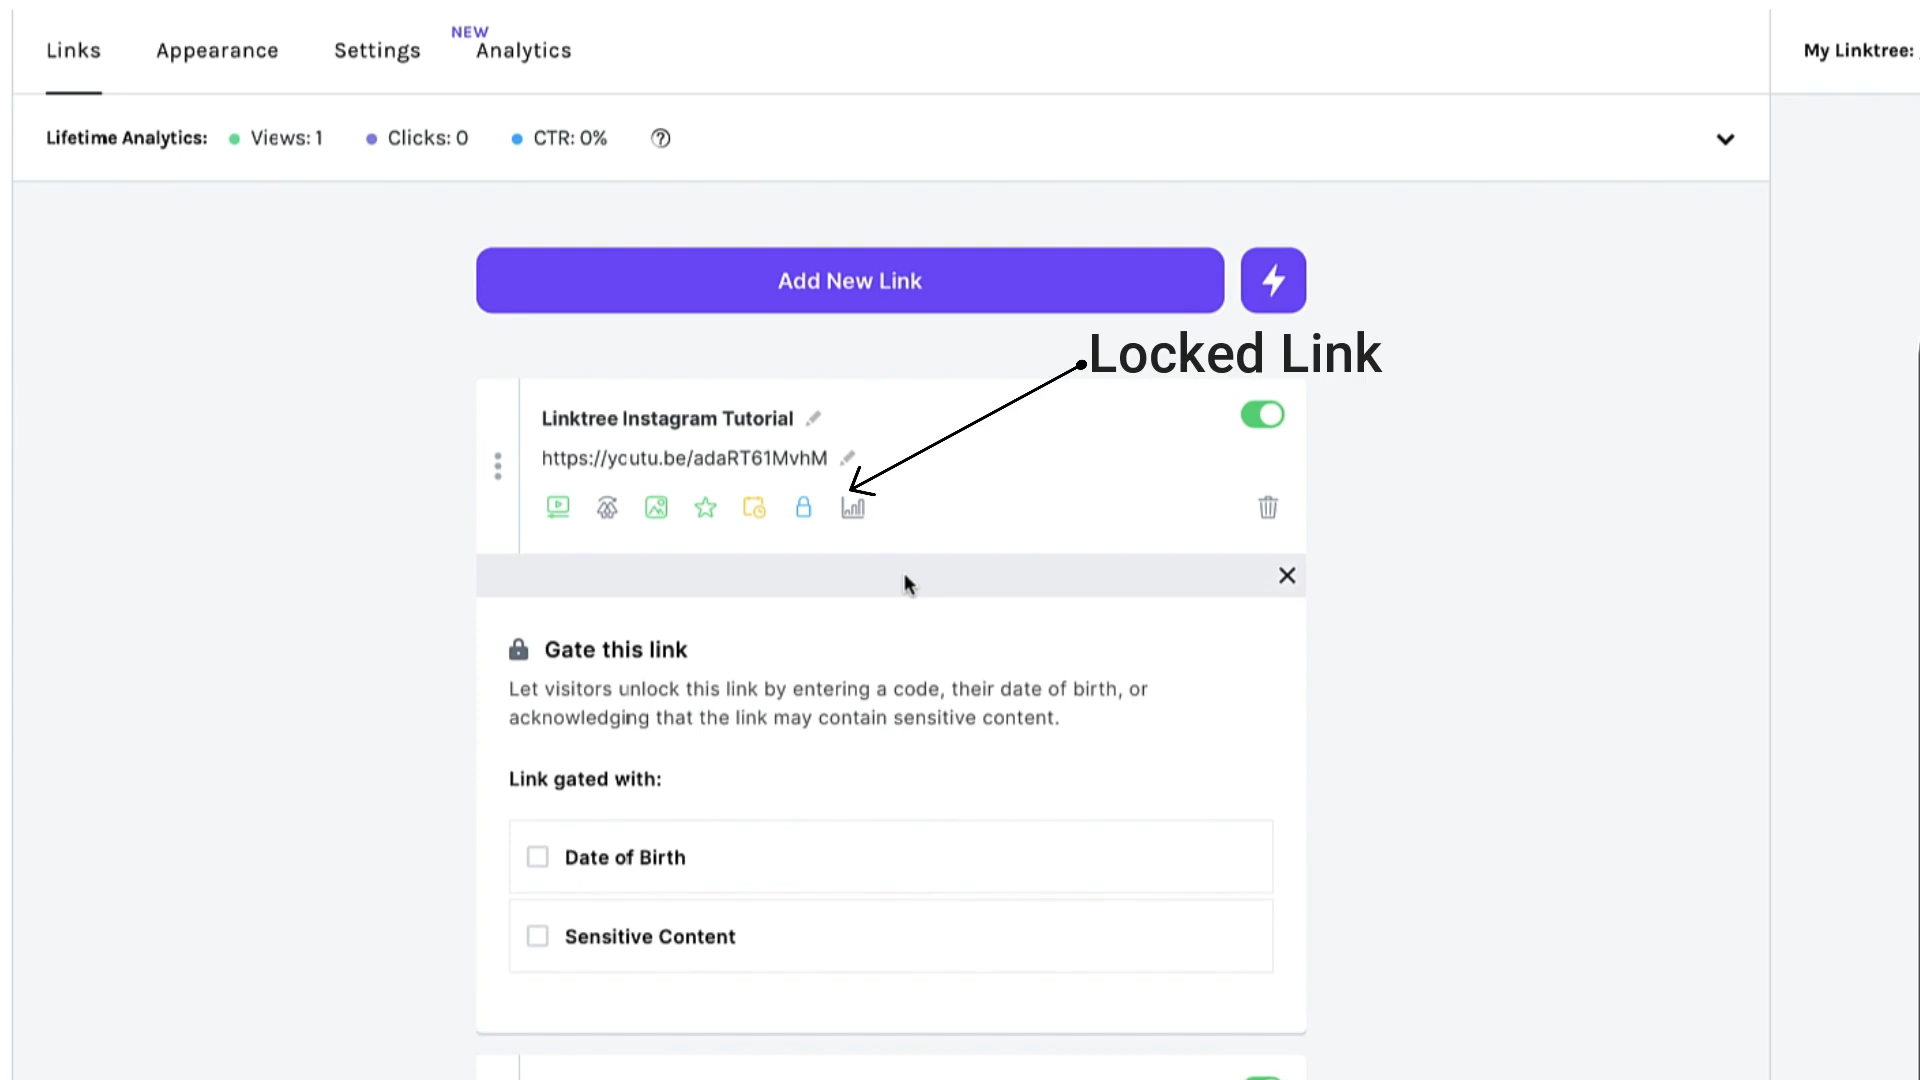 Links
Appearance
Settings
NEW
Analytics
My Linktree:
Lifetime Analytics:
Views: 1
Clicks: 0
CTR: 0%
?
Add New Link
Locked Link
Linktree Instagram Tutorial
https://youtu.be/adaRT61MvhM
Gate this link
Let visitors unlock this link by entering a code, their date of birth, or
acknowledging that the link may contain sensitive content.
Link gated with:
Date of Birth
Sensitive Content